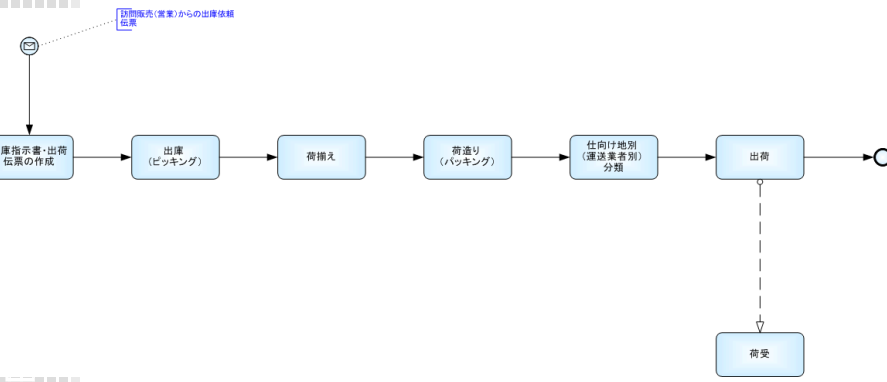 訪問販売（営業）からの出庫依頼
伝票
庫指示書・出荷
伝票の作成
出庫
（ピッキング）
荷揃え
荷造り
（パッキング）
仕向け地別
（運送業者別）
分類
出荷
荷受